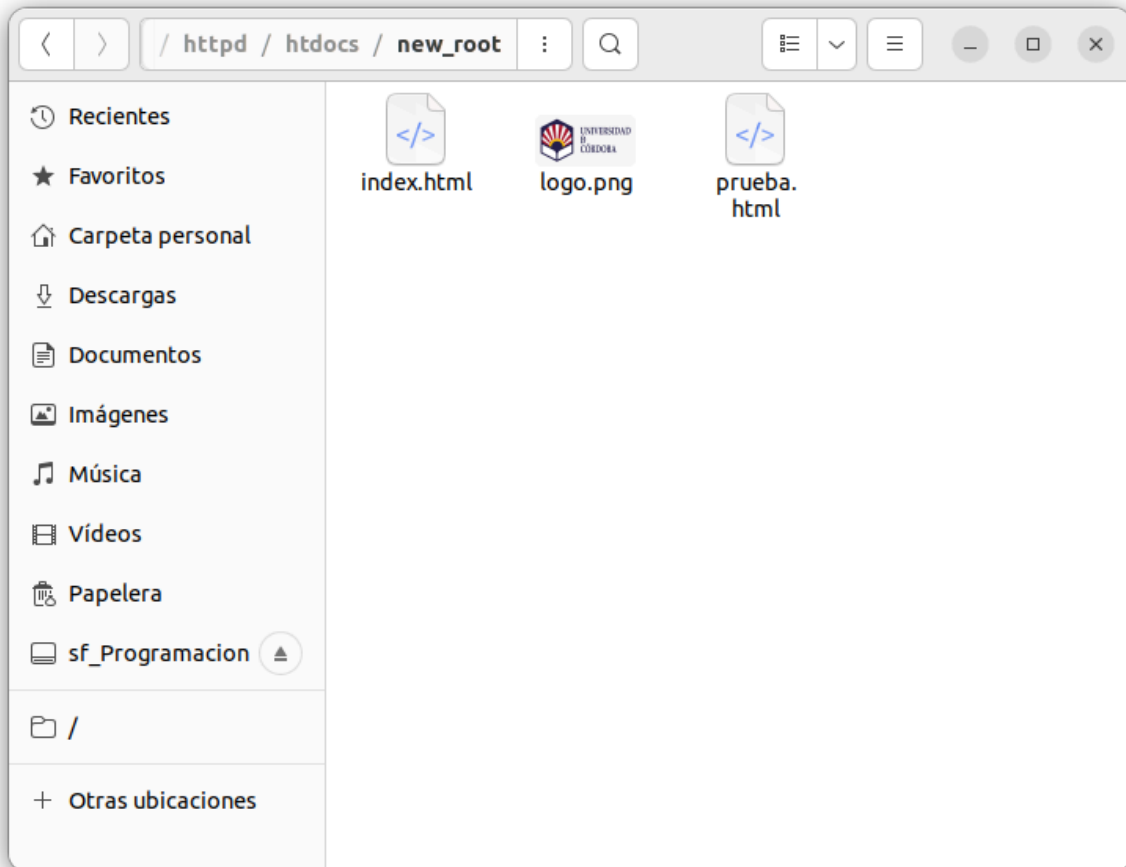 / httpd / htdocs / new_root
Recientes
Favoritos
Carpeta personal
Descargas
Documentos
Imágenes
Música
Vídeos
Papelera
sf_Programacion
/
Otras ubicaciones
</>
index.html
UNIVERSIDAD
Ð
CÓRDOBA
logo.png
</>
prueba.
html